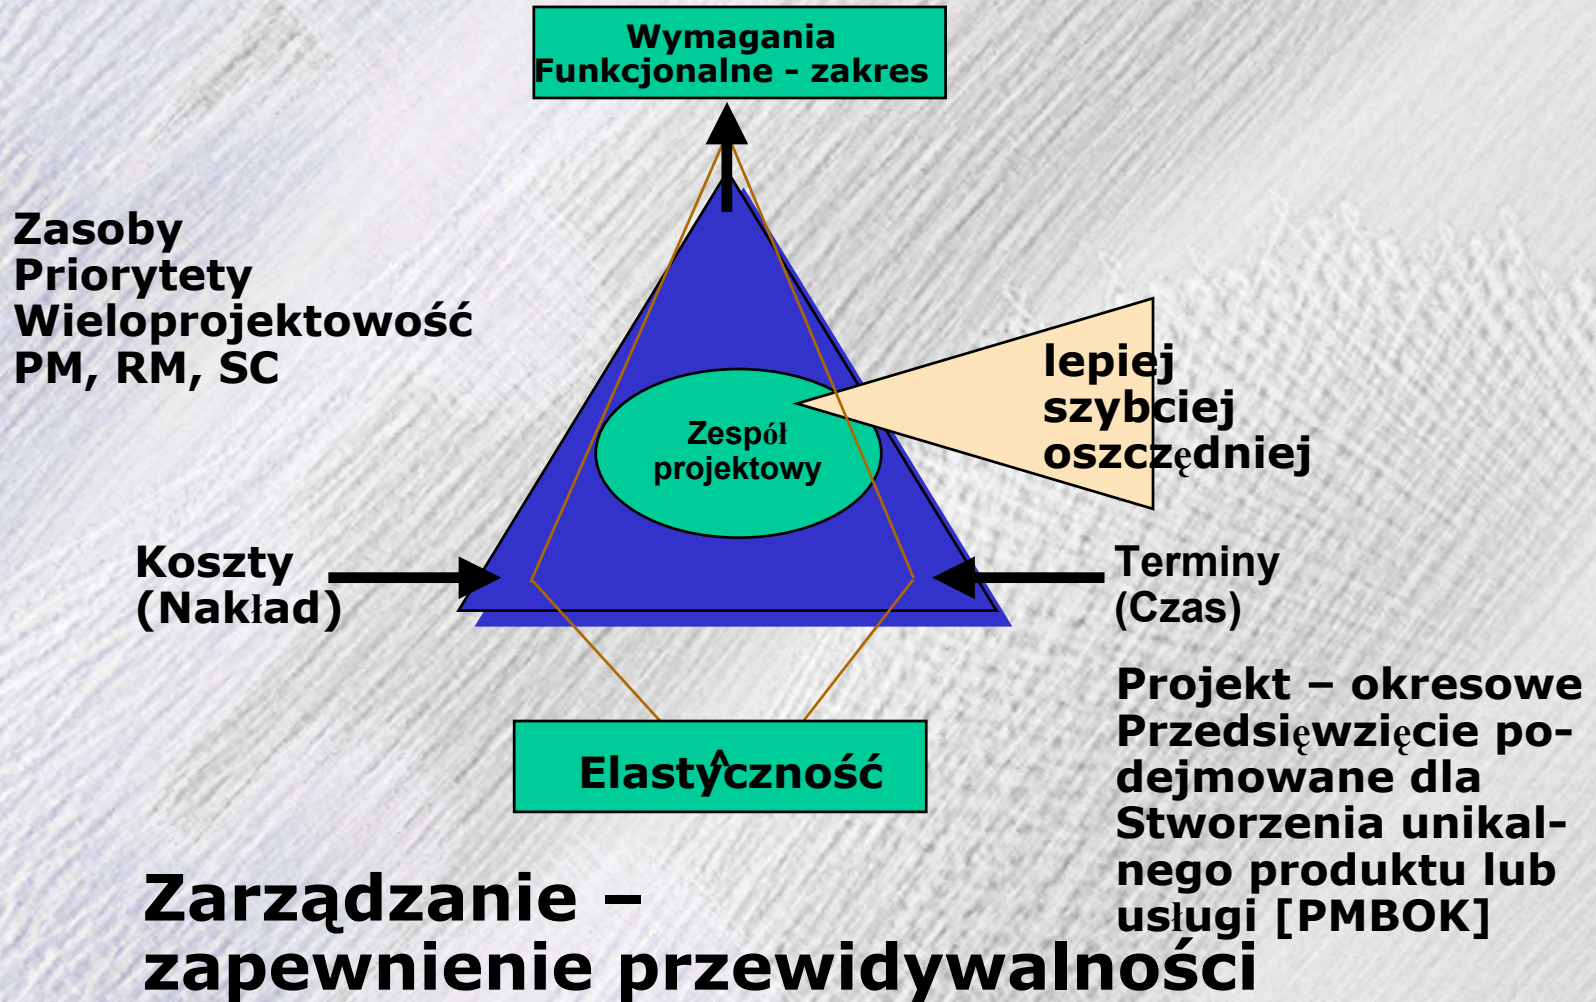 Wymagania
Funkcjonalne - zakres
Zasoby
Priorytety
Wieloprojektowość
PM, RM, SC
lepiej
szybciej
oszczędniej
Zespół
projektowy
Koszty
(Nakład)
Terminy
(Czas)
Elastyczność
^
Projekt – okresowe
Przedsięwzięcie po-
dejmowane dla
Stworzenia unikal-
nego produktu lub
usługi [PMBOK]
Zarządzanie –
zapewnienie przewidywalności